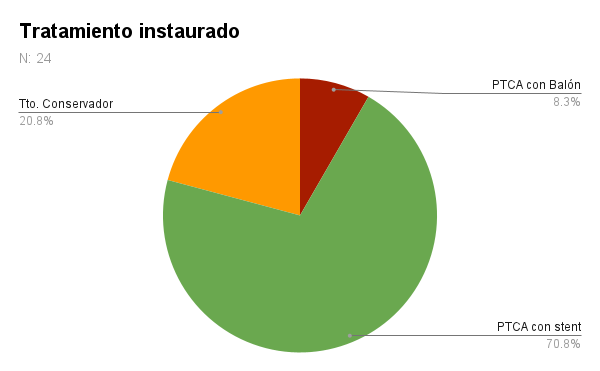 Tratamiento instaurado
N: 24
PTCA con Balón
8.3%
Tto. Conservador
20.8%
PTCA con stent
70.8%